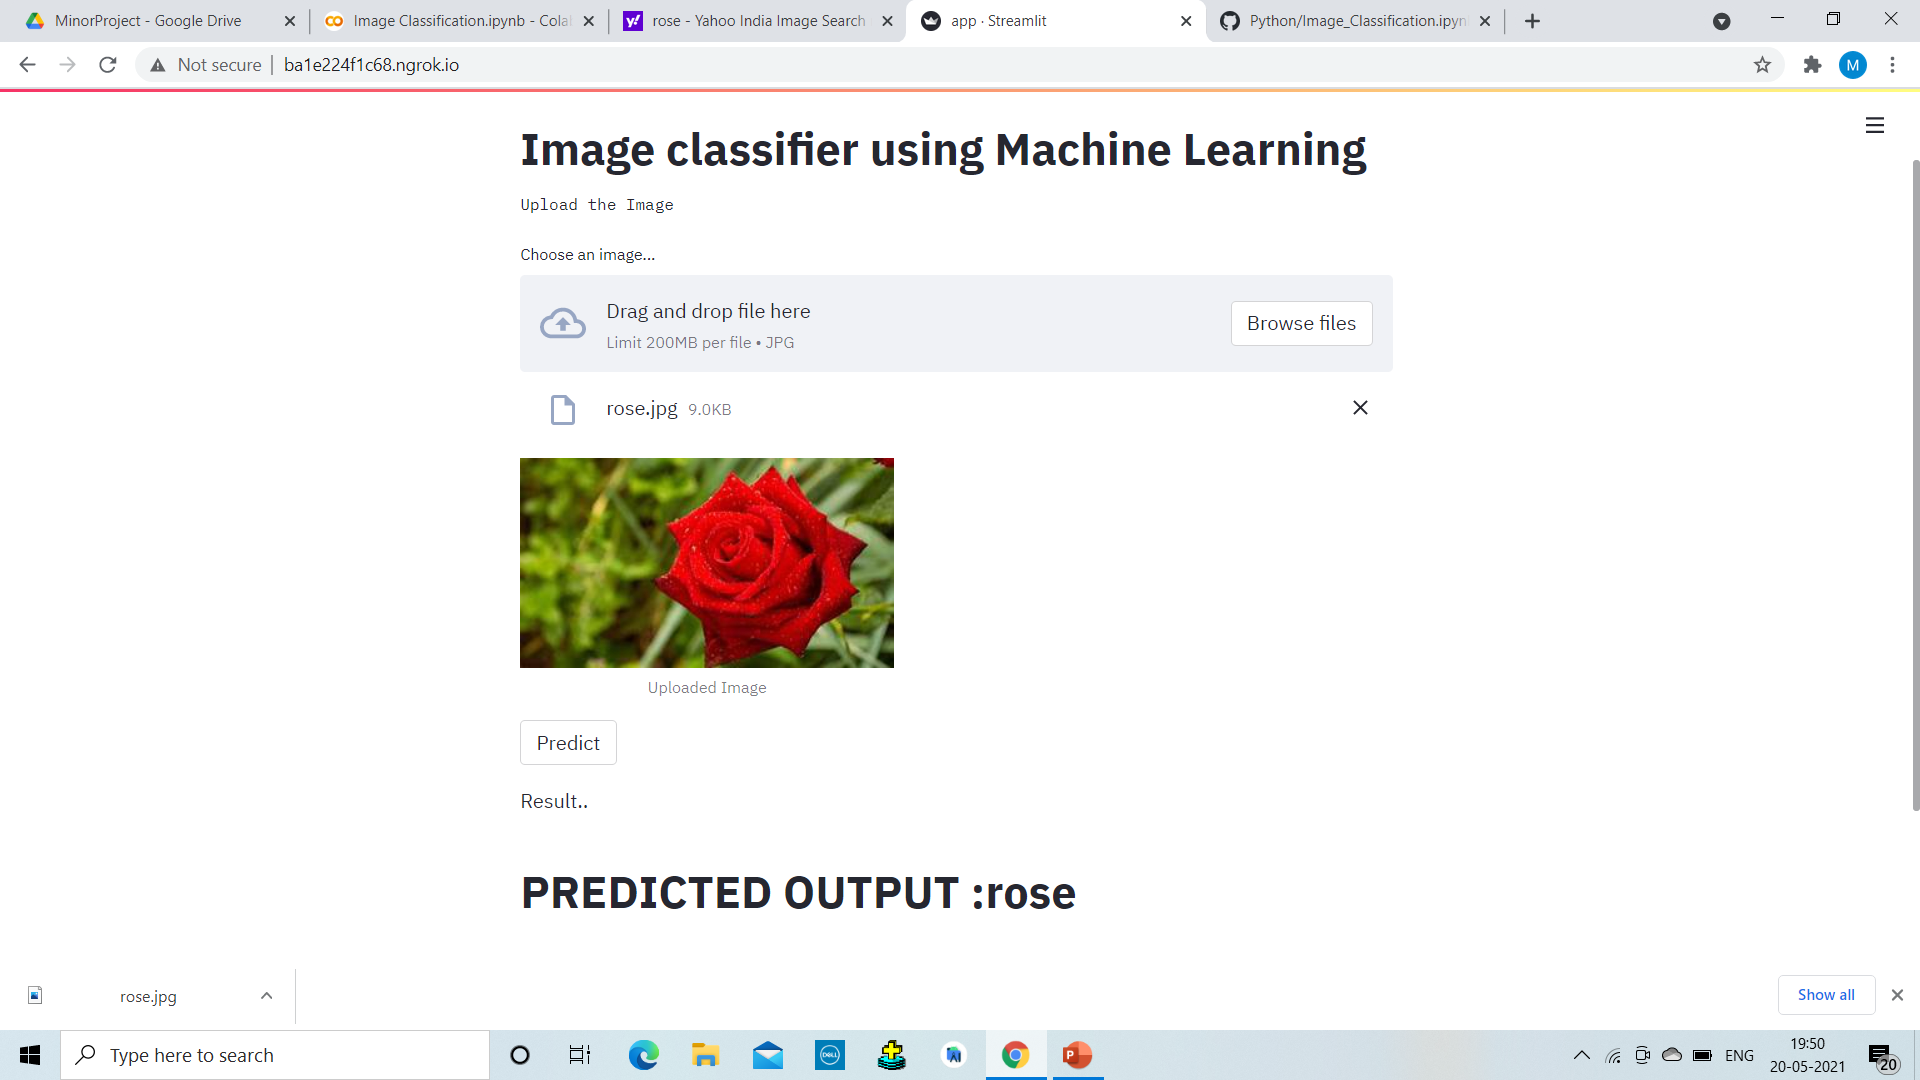 MinorProject - Google Drive
Image Classification.ipynb - Cola
rose - Yahoo India Image Search
app · Streamlit
Python/Image_Classification.ipyn
Not secure
ba1e224f1c68.ngrok.io
M
Image classifier using Machine Learning
Upload the Image
Choose an image...
Drag and drop file here
Limit 200MB per file • JPG
Browse files
rose.jpg 9.0KB
Uploaded Image
Predict
Result..
PREDICTED OUTPUT :rose
rose.jpg
Show all
Type here to search
DELL
ENG
19:50
20-05-2021
20